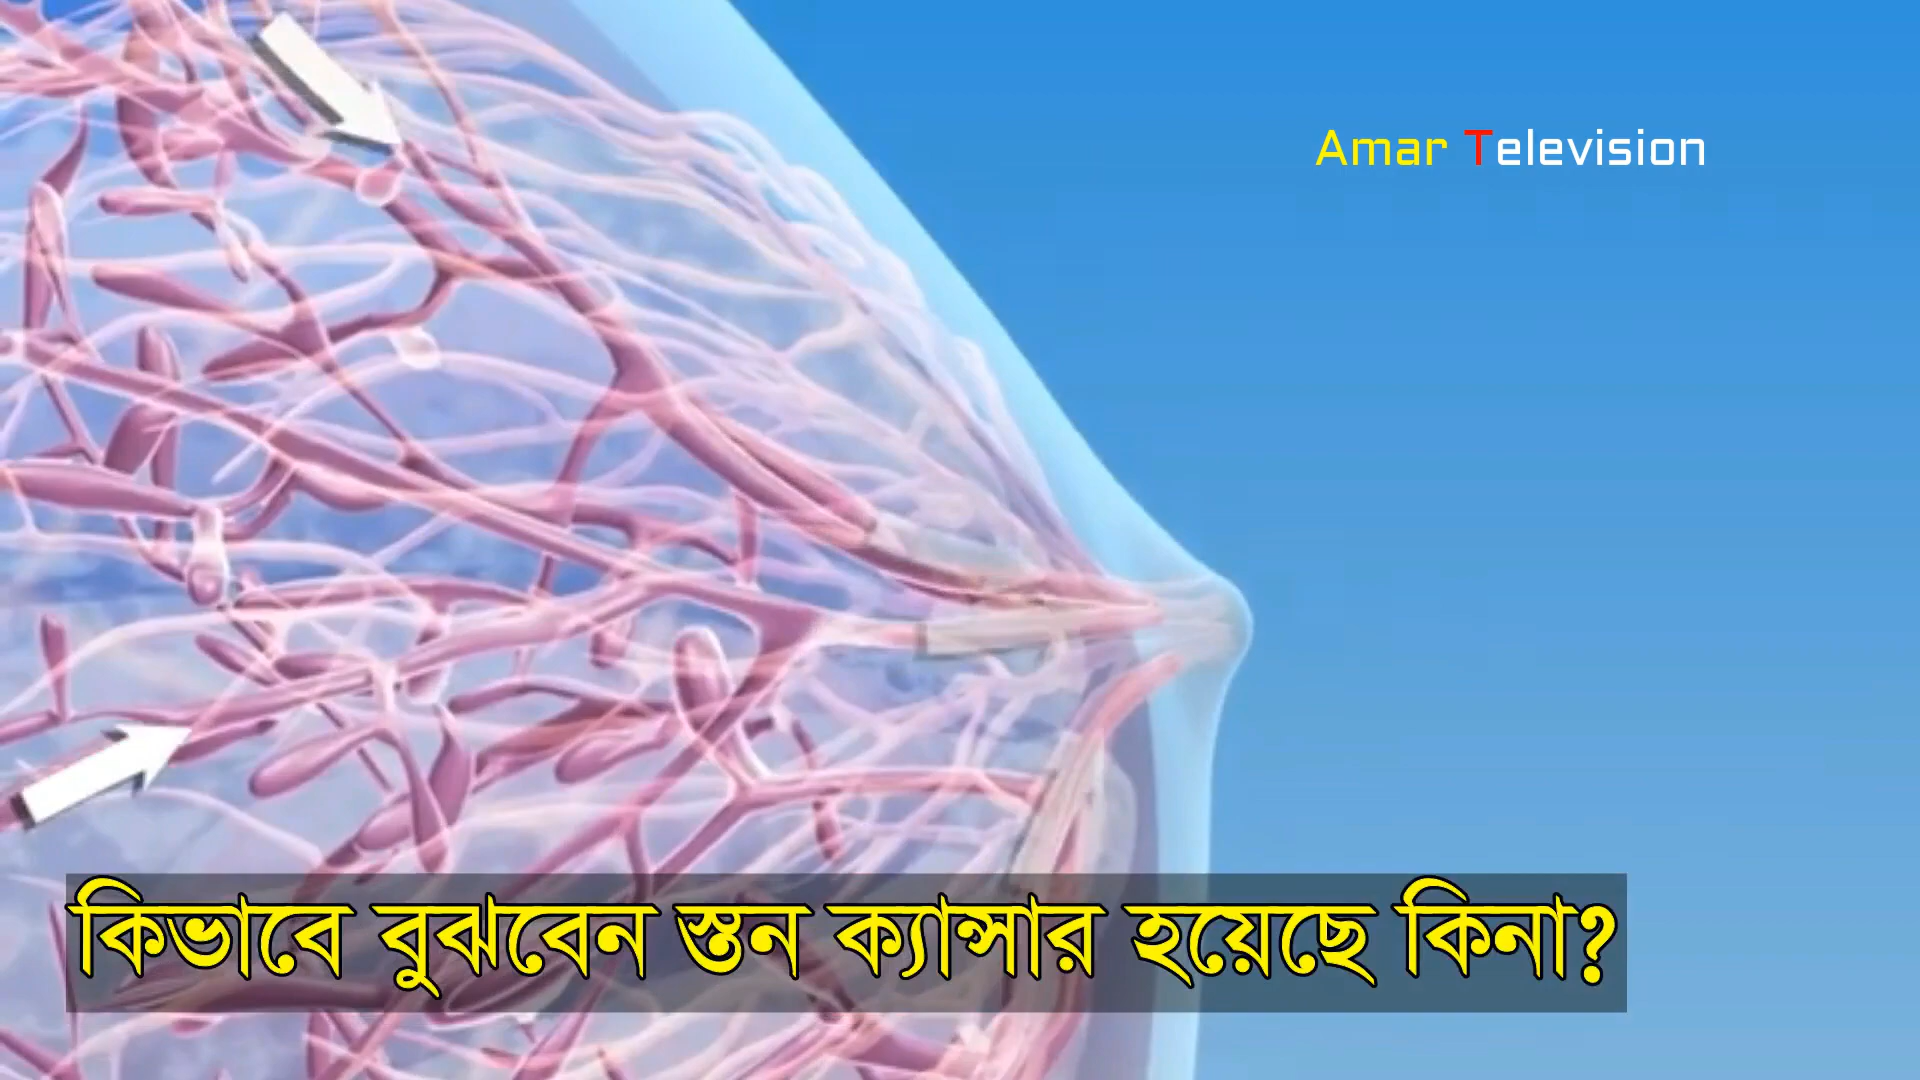 Amar Television
কিভাবে বুঝবেন স্তন ক্যান্সার হয়েছে কিনা?